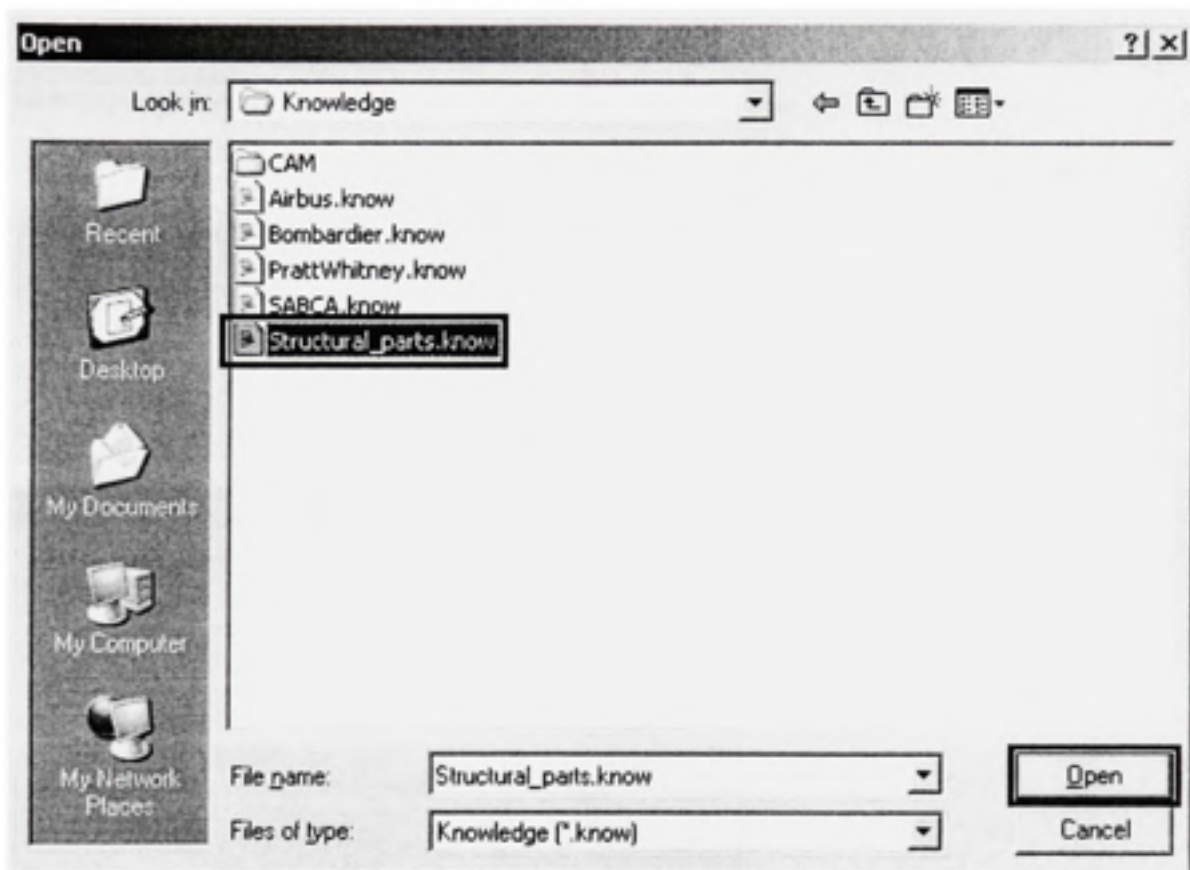 Open
? ×
Look in: Knowledge
CAM
Airbus.know
Bombardier.know
PrattWhitney.know
SABCA.know
Structural_parts.know
Recent
Desktop
My Documents
My Computer
My Network
Places
File name: Structural_parts.know Open
Files of type: Knowledge (*.know) Cancel